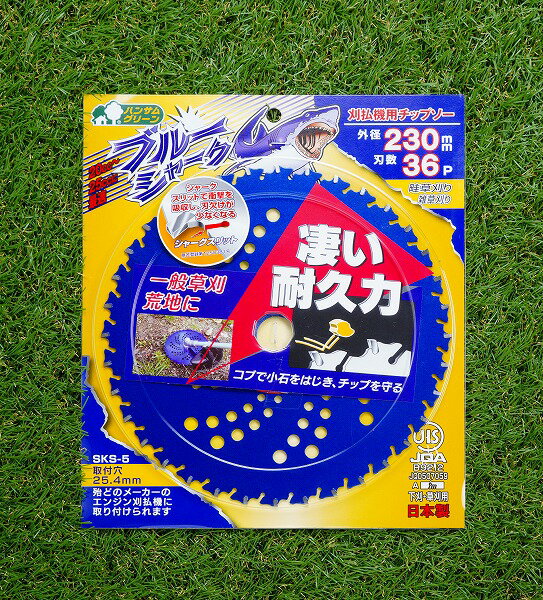 ハンサム
グリーン
ブルー
シャーク
刈払機用チップソー
外径 230mm
刃数 36P
畦草刈り
雑草刈り
シャーク
スリットで衝撃を
吸収し、刃欠けが
少なくなる
シャークスリット
凄い
耐久力
一般草刈
荒地に
コブで小石をはじき、チップを守る
SKS-5
取付穴
25.4mm
殆どのメーカーの
エンジン刈払機に
取り付けられます
JIS
JQA
B9212
JQ0507059
下刈・草刈用
日本製